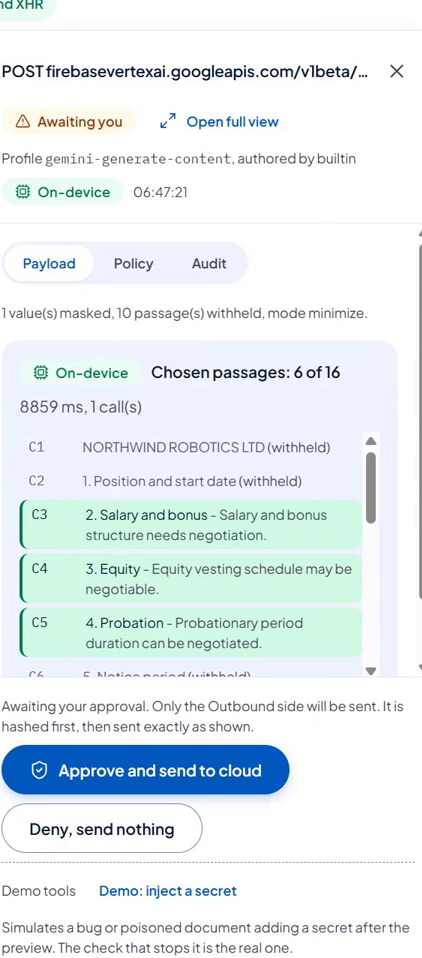 nd XHR
POST firebasevertexai.googleapis.com/v1beta/...
Awaiting you
Open full view
Profile gemini-generate-content, authored by builtin
On-device 06:47:21
Payload Policy Audit
1 value(s) masked, 10 passage(s) withheld, mode minimize.
On-device Chosen passages: 6 of 16
8859 ms, 1 call(s)
C1 NORTHWIND ROBOTICS LTD (withheld)
C2 1. Position and start date (withheld)
C3 2. Salary and bonus - Salary and bonus
structure needs negotiation.
C4 3. Equity - Equity vesting schedule may be
negotiable.
C5 4. Probation - Probationary period
duration can be negotiated.
C6 5. Notice period (withheld)
Awaiting your approval. Only the Outbound side will be sent. It is
hashed first, then sent exactly as shown.
Approve and send to cloud
Deny, send nothing
Demo tools Demo: inject a secret
Simulates a bug or poisoned document adding a secret after the
preview. The check that stops it is the real one.